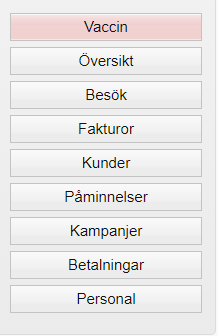 Vaccin
Översikt
Besök
Fakturor
Kunder
Påminnelser
Kampanjer
Betalningar
Personal